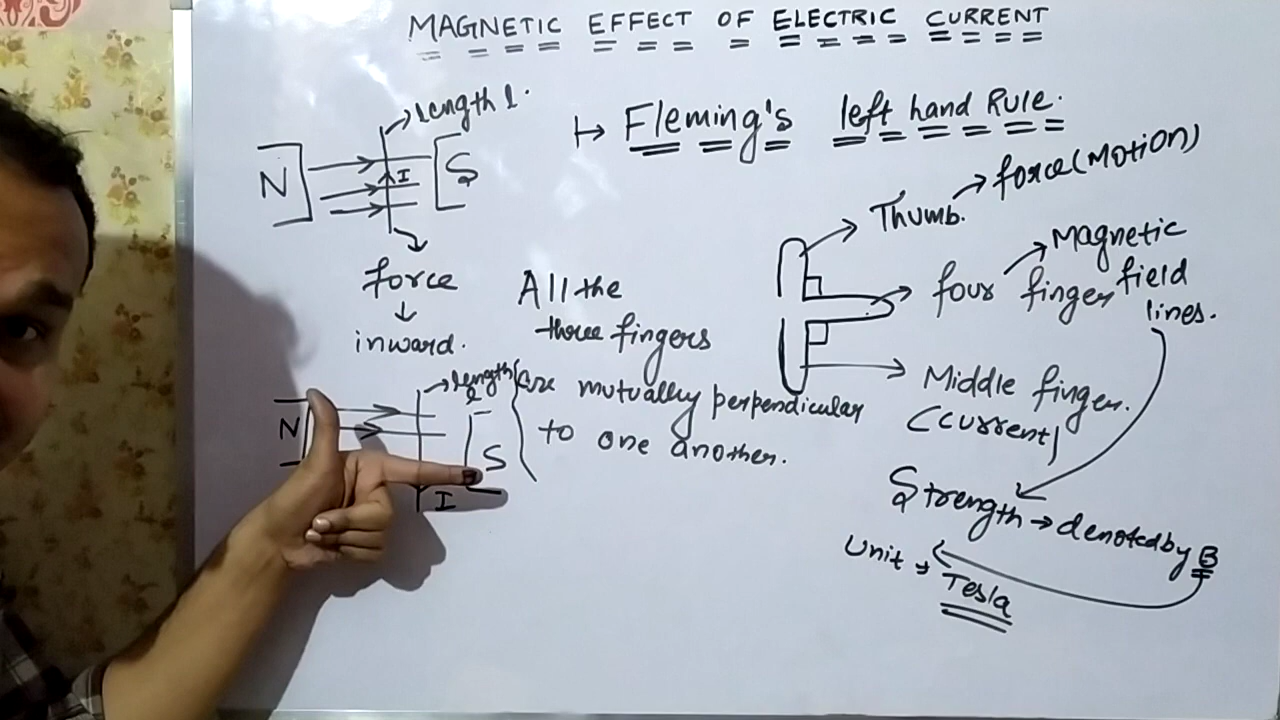 MAGNETIC EFFECT OF ELECTRIC CURRENT
↦ Fleming's left hand Rule.
length l.
N
I
S
force
inward.
Thumb. → force (MOTION)
four finger → Magnetic
field
lines.
Middle finger.
(current)
All the
three fingers
are mutually perpendicular
to one another.
length
l
N
S
I
Strength → denoted by B
Unit → Tesla